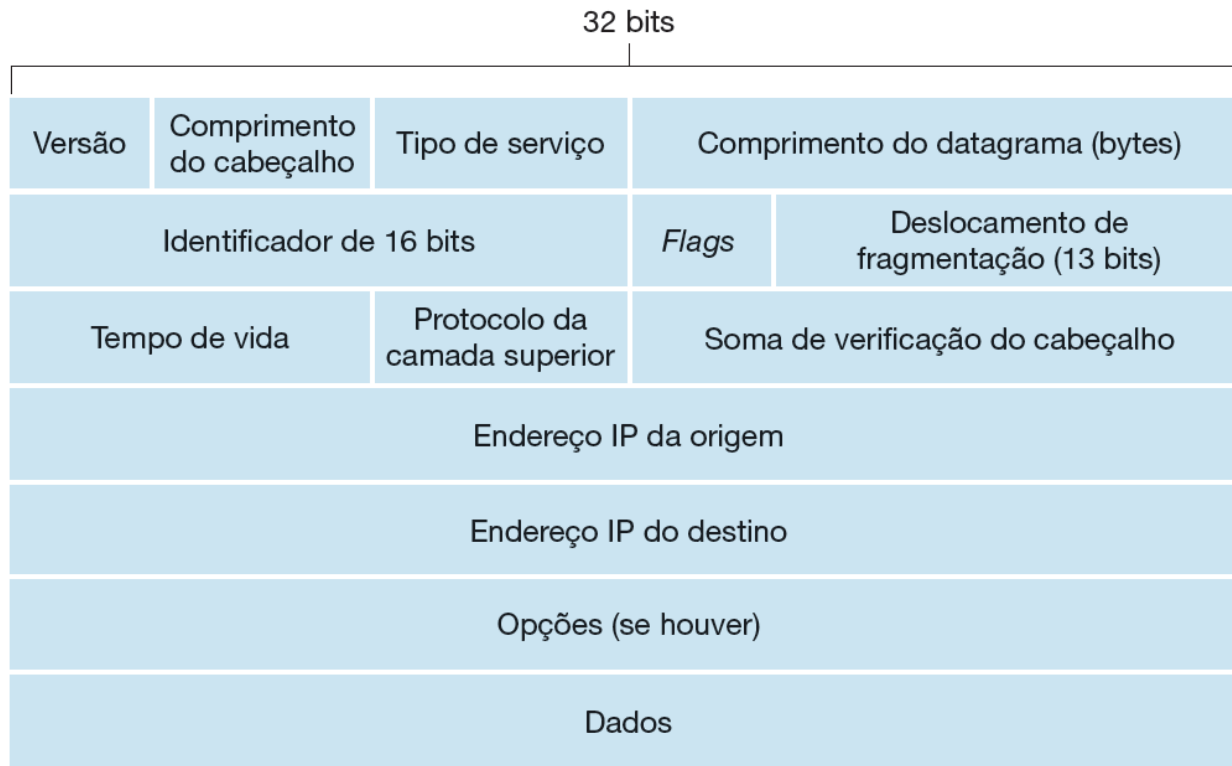 32 bits
Versão
Comprimento
do cabeçalho
Tipo de serviço
Comprimento do datagrama (bytes)
Identificador de 16 bits
Flags
Deslocamento de
fragmentação (13 bits)
Tempo de vida
Protocolo da
camada superior
Soma de verificação do cabeçalho
Endereço IP da origem
Endereço IP do destino
Opções (se houver)
Dados